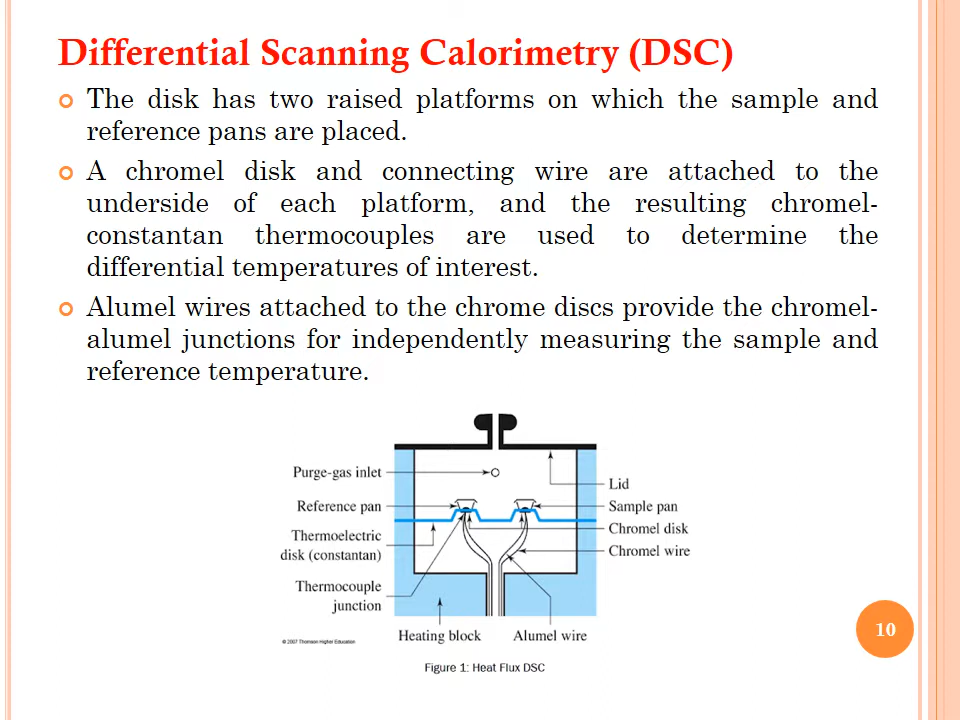 Differential Scanning Calorimetry (DSC)
The disk has two raised platforms on which the sample and
reference pans are placed.
A chromel disk and connecting wire are attached to the
underside of each platform, and the resulting chromel-
constantan thermocouples are used to determine the
differential temperatures of interest.
Alumel wires attached to the chrome discs provide the chromel-
alumel junctions for independently measuring the sample and
reference temperature.
Purge-gas inlet
Lid
Reference pan
Sample pan
Thermoelectric
disk (constantan)
Chromel disk
Chromel wire
Thermocouple
junction
Heating block
Alumel wire
© 2007 Thomson Higher Education
Figure 1: Heat Flux DSC
10